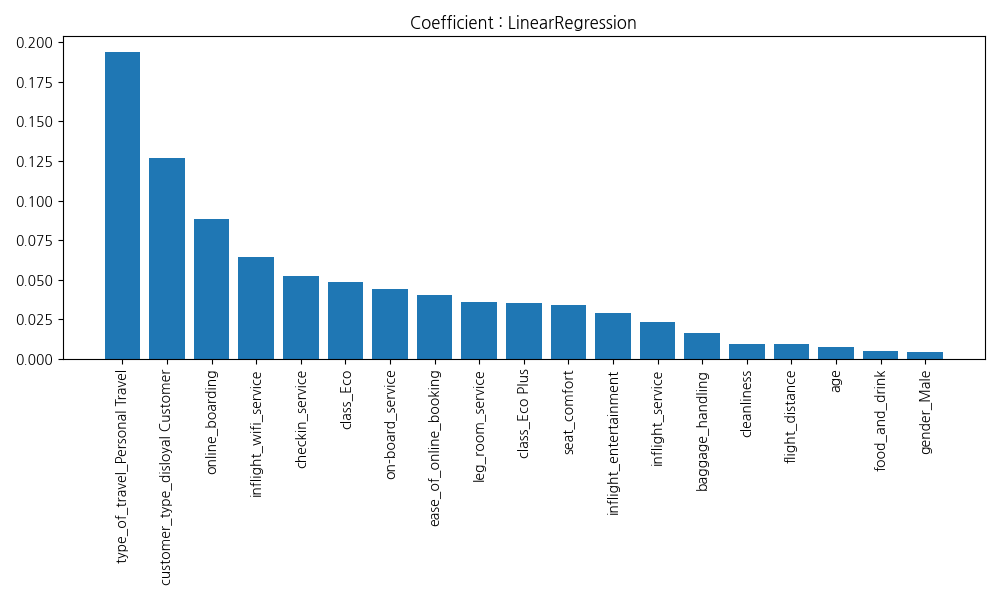 Coefficient : LinearRegression
0.200
0.175
0.150
0.125
0.100
0.075
0.050
0.025
0.000
type_of_travel_Personal Travel
customer_type_disloyal Customer
online_boarding
inflight_wifi_service
checkin_service
class_Eco
on-board_service
ease_of_online_booking
leg_room_service
class_Eco Plus
seat_comfort
inflight_entertainment
inflight_service
baggage_handling
cleanliness
flight_distance
age
food_and_drink
gender_Male